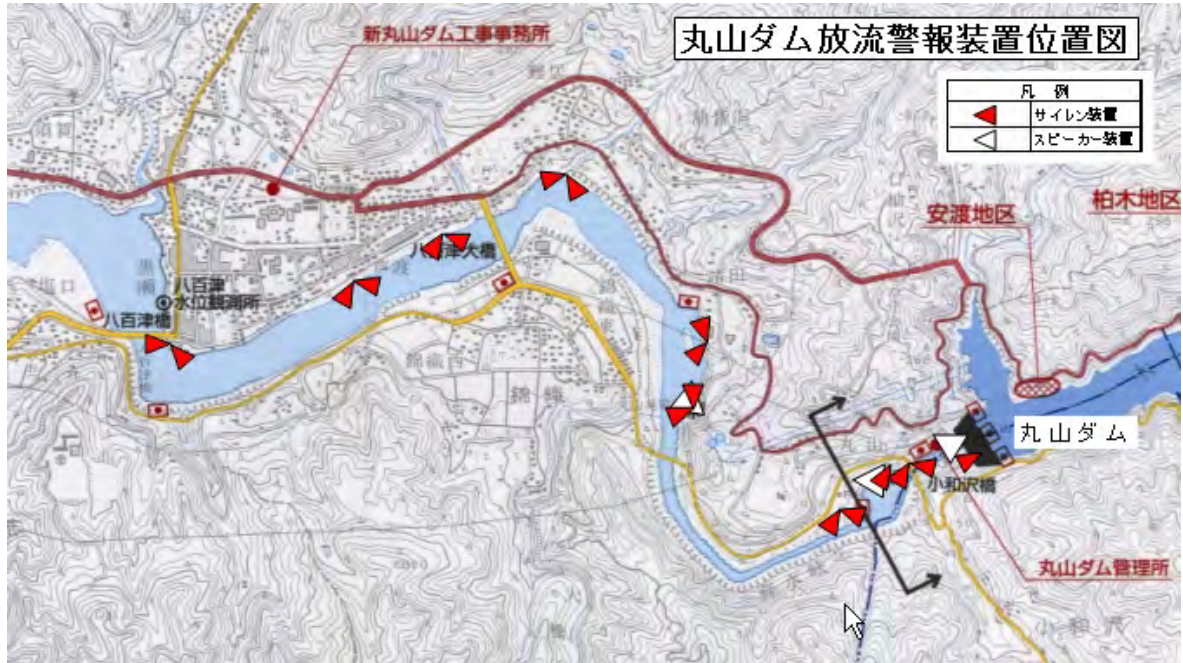 丸山ダム放流警報装置位置図
新丸山ダム工事事務所
凡 例
サイレン装置
スピーカー装置
柏木地区
安渡地区
八百津大橋
八百津
水位観測所
八百津橋
錦織
丸山ダム
小和沢橋
丸山ダム管理所
小和沢